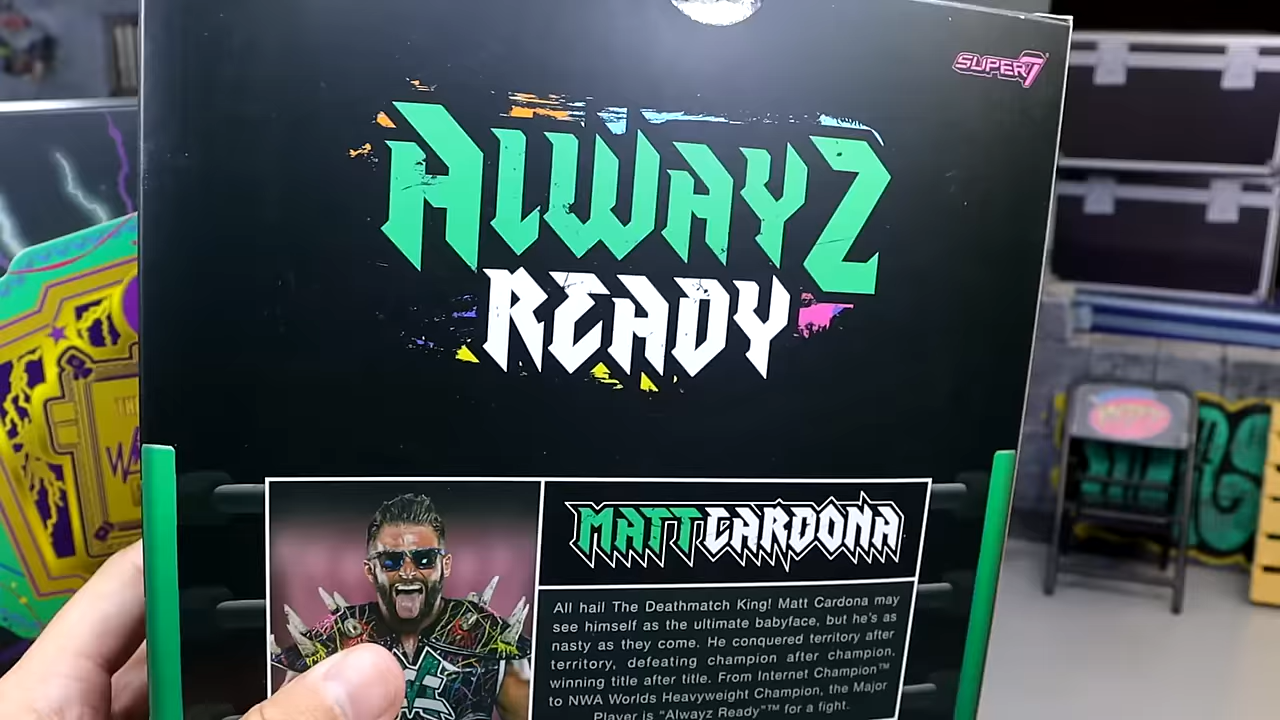 SUPER7
ALWAYZ
READY
MATT CARDONA
All hail The Deathmatch King! Matt Cardona may
see himself as the ultimate babyface, but he's as
nasty as they come. He conquered territory after
territory, defeating champion after champion,
winning title after title. From Internet Champion™
to NWA Worlds Heavyweight Champion, the Major
Player is "Alwayz Ready"™ for a fight.